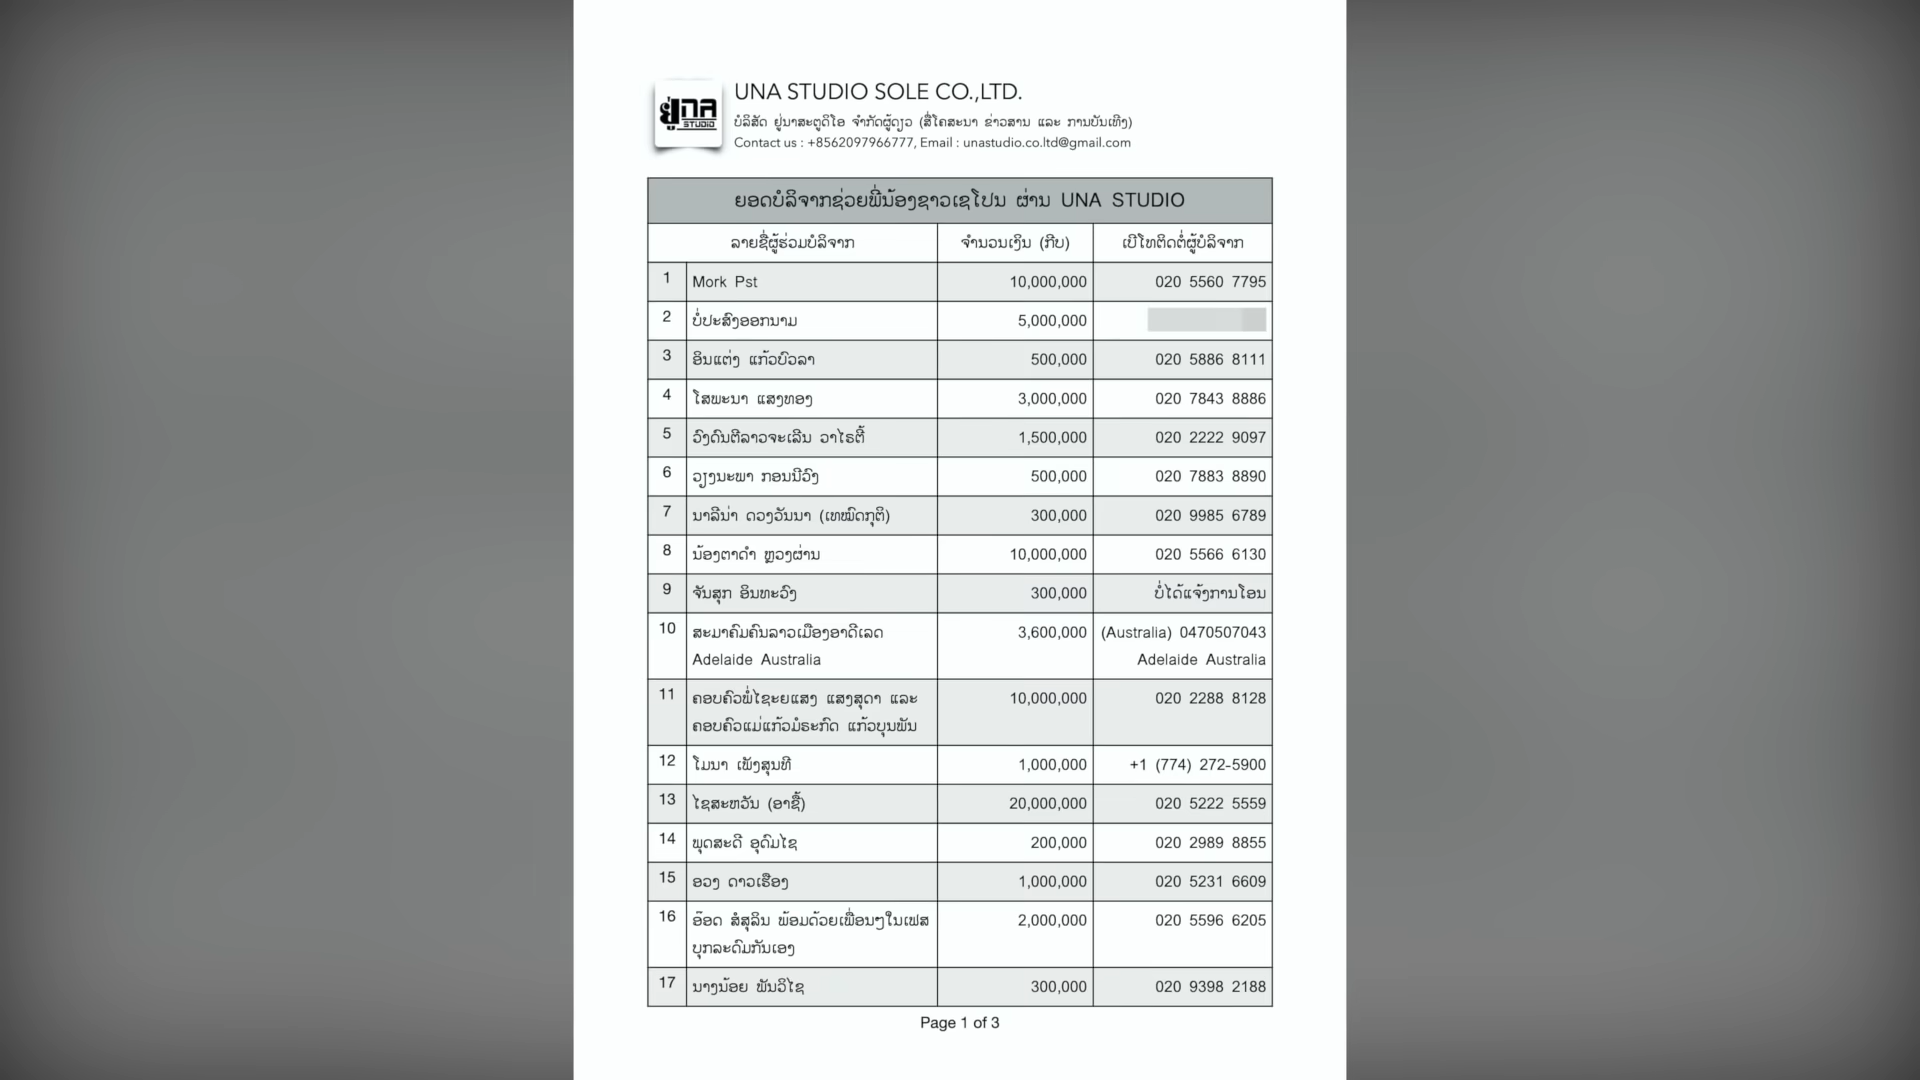 ຢູ່ນາ
STUDIO
UNA STUDIO SOLE CO.,LTD.
ບໍລິສັດ ຢູ່ນາສະຕູດິໂອ ຈຳກັດຜູ້ດຽວ (ສື່ໂຄສະນາ ຂ່າວສານ ແລະ ການບັນເທີງ)
Contact us : +8562097966777, Email : unastudio.co.ltd@gmail.com
ຍອດບໍລິຈາກຊ່ວຍພີ່ນ້ອງຊາວເຊໂປນ ຜ່ານ UNA STUDIO
ລາຍຊື່ຜູ້ຮ່ວມບໍລິຈາກ ຈຳນວນເງິນ (ກີບ) ເບີໂທຕິດຕໍ່ຜູ້ບໍລິຈາກ
1 Mork Pst 10,000,000 020 5560 7795
2 ບໍ່ປະສົງອອກນາມ 5,000,000
3 ອິນແຕ່ງ ແກ້ວບົວລາ 500,000 020 5886 8111
4 ໂສພະນາ ແສງທອງ 3,000,000 020 7843 8886
5 ວົງດົນຕີລາວຈະເລີນ ວາໄຣຕີ້ 1,500,000 020 2222 9097
6 ວຽງນະພາ ກອນນີວົງ 500,000 020 7883 8890
7 ນາລີນ່າ ດວງວັນນາ (ເທໝົດກຸຕິ) 300,000 020 9985 6789
8 ນ້ອງຕາດຳ ຫຼວງຜ່ານ 10,000,000 020 5566 6130
9 ຈັນສຸກ ອິນທະວົງ 300,000 ບໍ່ໄດ້ແຈ້ງການໂອນ
10 ສະມາຄົມຄົນລາວເມືອງອາດີເລດ 3,600,000 (Australia) 0470507043
Adelaide Australia Adelaide Australia
11 ຄອບຄົວພໍ່ໄຊະຍແສງ ແສງສຸດາ ແລະ 10,000,000 020 2288 8128
ຄອບຄົວແມ່ແກ້ວມໍຣະກົດ ແກ້ວບຸນພັນ
12 ໂມນາ ເພັງສຸນທີ 1,000,000 +1 (774) 272-5900
13 ໄຊສະຫວັນ (ອາຊື້) 20,000,000 020 5222 5559
14 ພຸດສະດີ ອຸດົມໄຊ 200,000 020 2989 8855
15 ອວງ ດາວເຮືອງ 1,000,000 020 5231 6609
16 ອ໊ອດ ສໍສຸລິນ ພ້ອມດ້ວຍເພື່ອນໆໃນເຟສ 2,000,000 020 5596 6205
ບຸກລະດົມກັນເອງ
17 ນາງນ້ອຍ ພັນວິໄຊ 300,000 020 9398 2188
Page 1 of 3